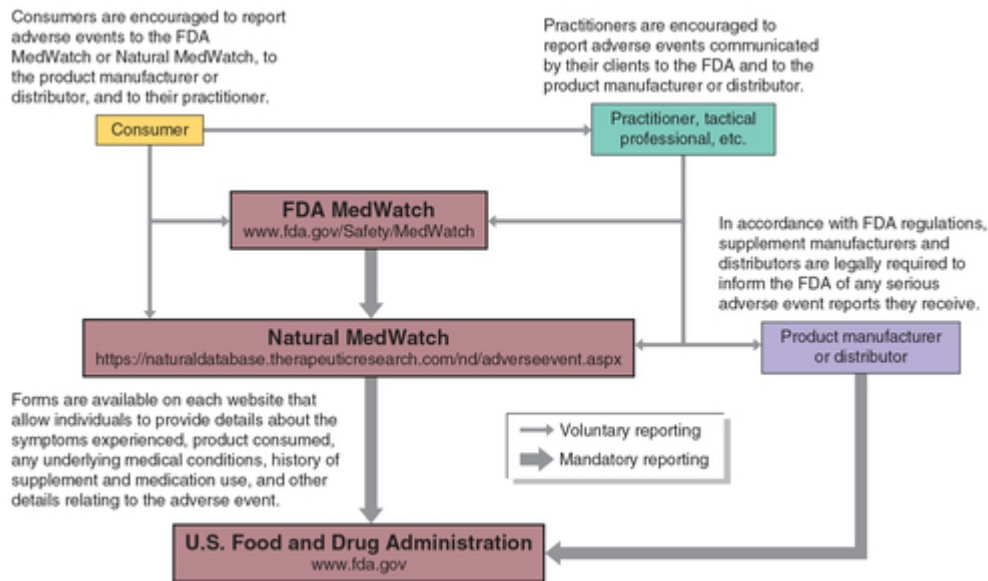 Consumers are encouraged to report
adverse events to the FDA
MedWatch or Natural MedWatch, to
the product manufacturer or
distributor, and to their practitioner.
Practitioners are encouraged to
report adverse events communicated
by their clients to the FDA and to the
product manufacturer or distributor.
Consumer
Practitioner, tactical
professional, etc.
FDA MedWatch
www.fda.gov/Safety/MedWatch
In accordance with FDA regulations,
supplement manufacturers and
distributors are legally required to
inform the FDA of any serious
adverse event reports they receive.
Natural MedWatch
https://naturaldatabase.therapeuticresearch.com/nd/adverseevent.aspx
Product manufacturer
or distributor
Forms are available on each website that
allow individuals to provide details about the
symptoms experienced, product consumed,
any underlying medical conditions, history of
supplement and medication use, and other
details relating to the adverse event.
Voluntary reporting
Mandatory reporting
U.S. Food and Drug Administration
www.fda.gov